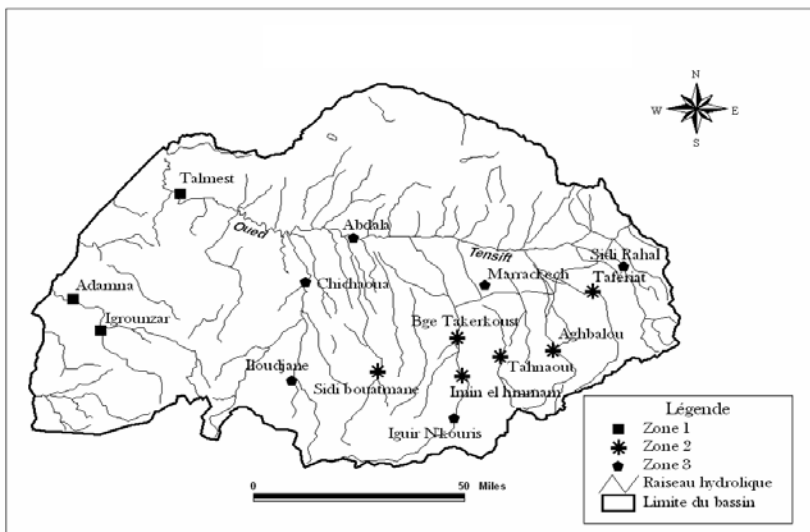 N
W
E
S
Talmest
Oued
Abdala
Tensift
Sidi Rahal
Marrackech
Taferiat
Chichaoua
Adamna
Igrounzar
Bge Takerkoust
Aghbalou
Tahnaout
Iloudjane
Sidi bouatmane
Imin el hmmam
Iguir N'kouris
0
50
Miles
Légende
Zone 1
Zone 2
Zone 3
Raiseau hydrolique
Limite du bassin